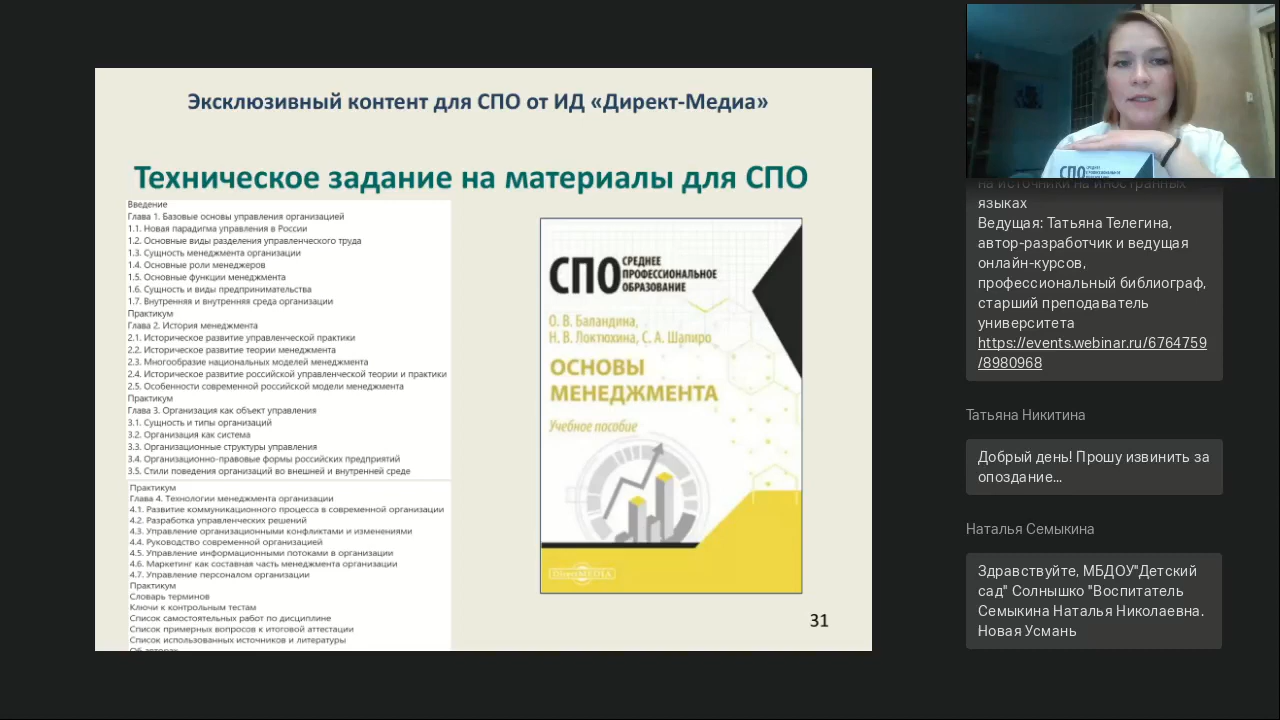 Эксклюзивный контент для СПО от ИД «Директ-Медиа»
Техническое задание на материалы для СПО
Введение
Глава 1. Базовые основы управления организацией
1.1. Новая парадигма управления в России
1.2. Основные виды разделения управленческого труда
1.3. Сущность менеджмента организации
1.4. Основные роли менеджеров
1.5. Основные функции менеджмента
1.6. Сущность и виды предпринимательства
1.7. Внутренняя и внутренняя среда организации
Практикум
Глава 2. История менеджмента
2.1. Историческое развитие управленческой практики
2.2. Историческое развитие теории менеджмента
2.3. Многообразие национальных моделей менеджмента
2.4. Историческое развитие российской управленческой теории и практики
2.5. Особенности современной российской модели менеджмента
Практикум
Глава 3. Организация как объект управления
3.1. Сущность и типы организаций
3.2. Организация как система
3.3. Организационные структуры управления
3.4. Организационно-правовые формы российских предприятий
3.5. Стили поведения организаций во внешней и внутренней среде
Практикум
Глава 4. Технологии менеджмента организации
4.1. Развитие коммуникационного процесса в современной организации
4.2. Разработка управленческих решений
4.3. Управление организационными конфликтами и изменениями
4.4. Руководство современной организацией
4.5. Управление информационными потоками в организации
4.6. Маркетинг как составная часть менеджмента организации
4.7. Управление персоналом организации
Практикум
Словарь терминов
Ключи к контрольным тестам
Список самостоятельных работ по дисциплине
Список примерных вопросов к итоговой аттестации
Список использованных источников и литературы
Об авторах
СПО СРЕДНЕЕ
ПРОФЕССИОНАЛЬНОЕ
ОБРАЗОВАНИЕ
О. В. Баландина,
Н. В. Локтюхина, С. А. Шапиро
ОСНОВЫ
МЕНЕДЖМЕНТА
Учебное пособие
DirectMEDIA
31
СПО
на источники на иностранных
языках
Ведущая: Татьяна Телегина,
автор-разработчик и ведущая
онлайн-курсов,
профессиональный библиограф,
старший преподаватель
университета
https://events.webinar.ru/6764759
/8980968
Татьяна Никитина
Добрый день! Прошу извинить за
опоздание...
Наталья Семыкина
Здравствуйте, МБДОУ"Детский
сад" Солнышко "Воспитатель
Семыкина Наталья Николаевна.
Новая Усмань